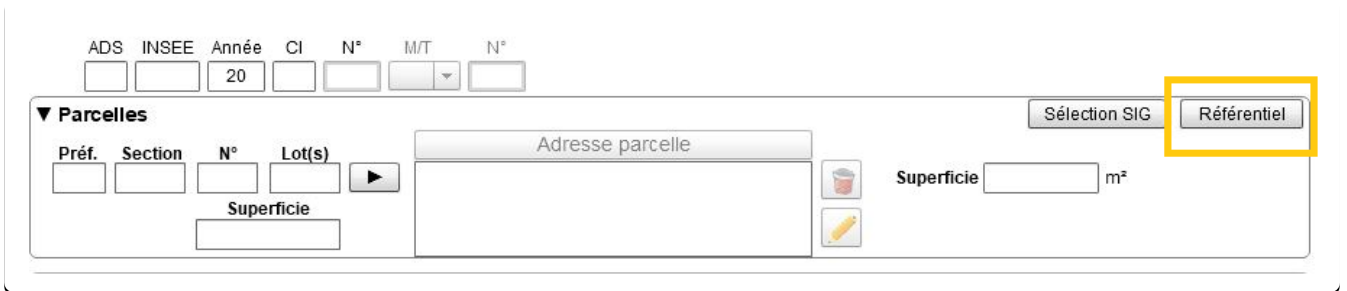 ADS INSEE Année CI N° M/T N°
20
▼ Parcelles Sélection SIG Référentiel
Préf. Section N° Lot(s) Adresse parcelle
Superficie m²
Superficie